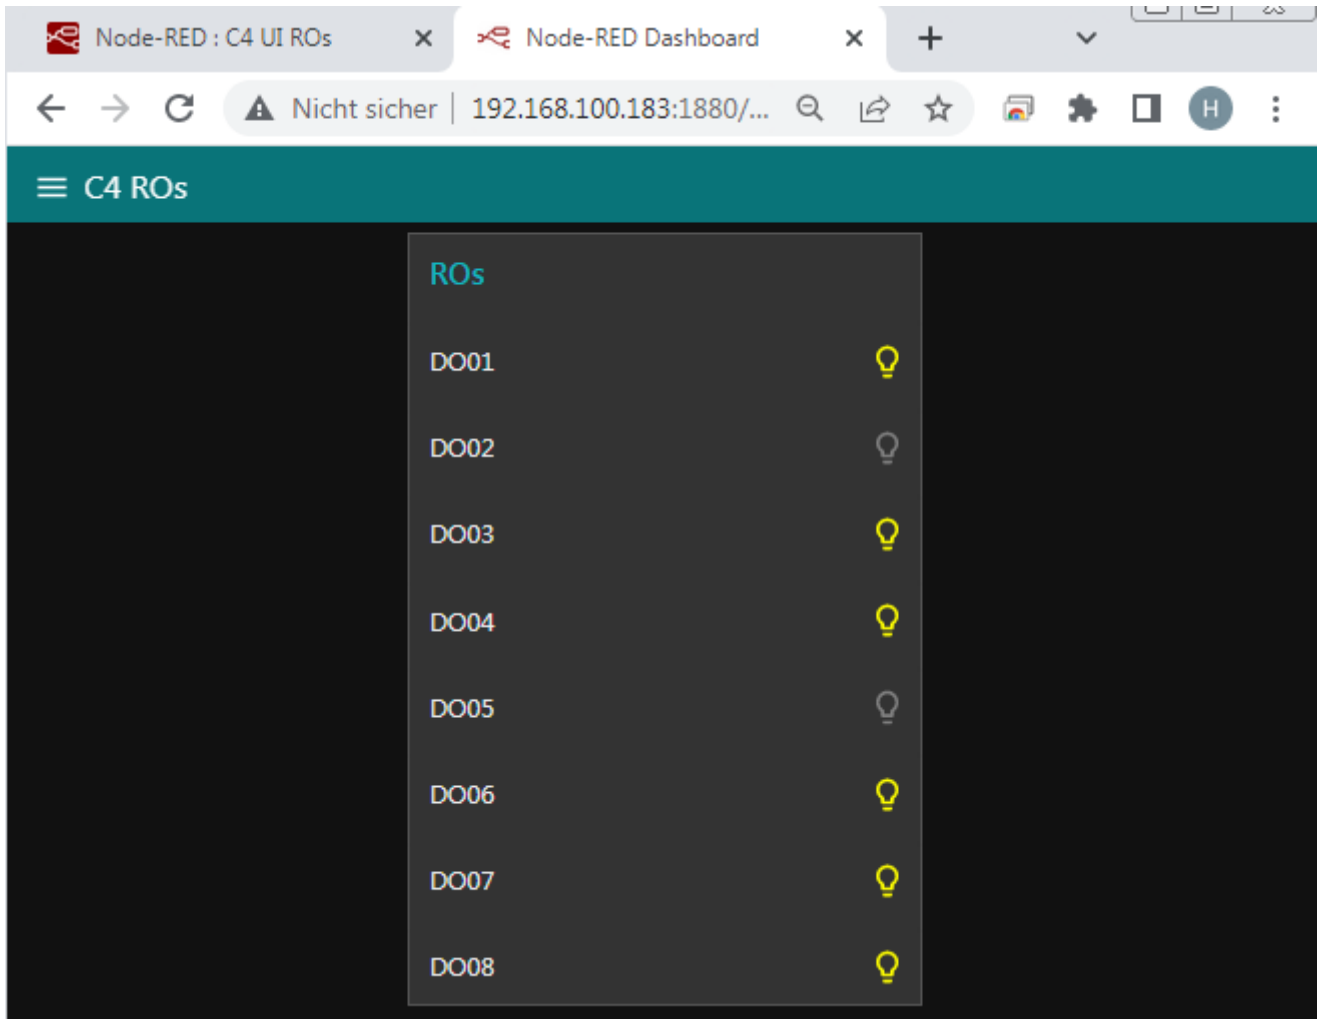 Node-RED : C4 UI ROs
Node-RED Dashboard
Nicht sicher 192.168.100.183:1880/...
H
C4 ROs
ROs
DO01
DO02
DO03
DO04
DO05
DO06
DO07
DO08